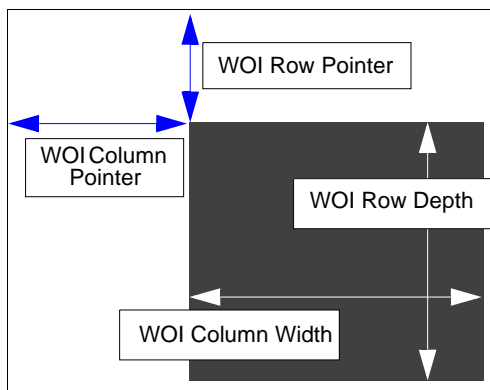 WOI Row Pointer
WOI Column
Pointer
WOI Row Depth
WOI Column Width